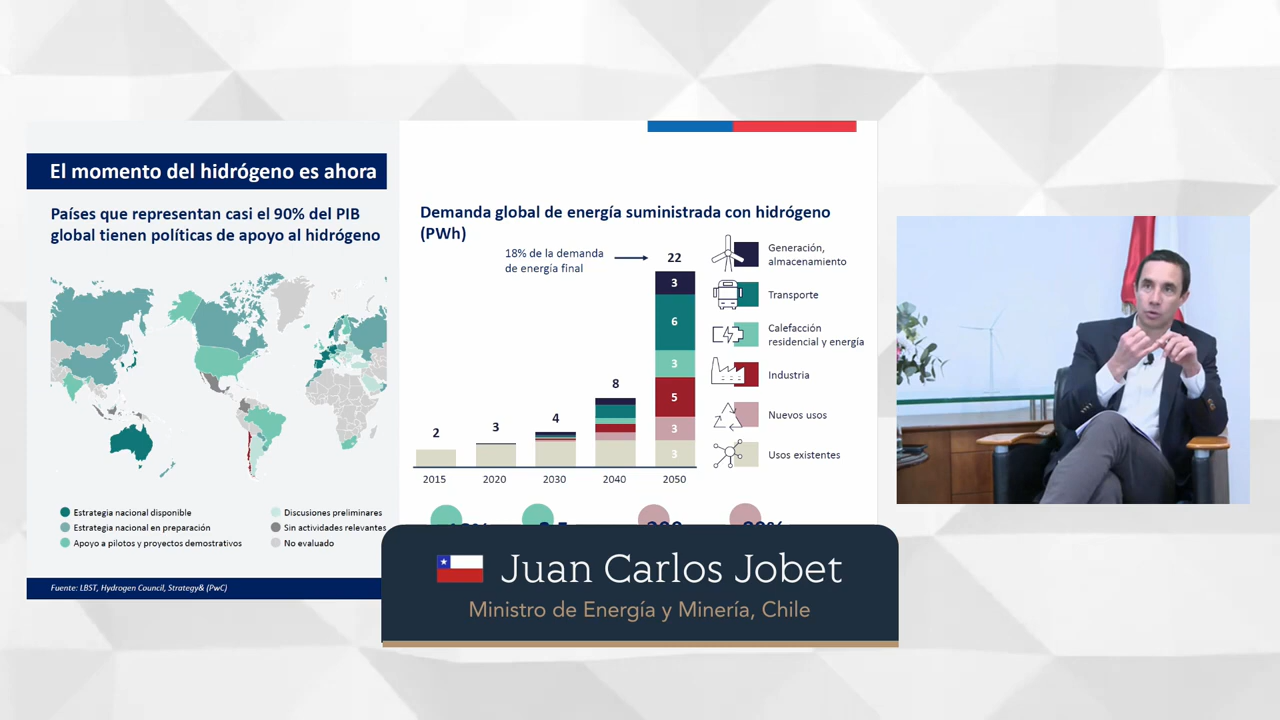 El momento del hidrógeno es ahora
Países que representan casi el 90% del PIB
global tienen políticas de apoyo al hidrógeno
Estrategia nacional disponible
Estrategia nacional en preparación
Apoyo a pilotos y proyectos demostrativos
Discusiones preliminares
Sin actividades relevantes
No evaluado
Fuente: LBST, Hydrogen Council, Strategy& (PwC)
Demanda global de energía suministrada con hidrógeno
(PWh)
18% de la demanda
de energía final
22
3
6
3
5
3
3
8
4
3
2
2015
2020
2030
2040
2050
Generación,
almacenamiento
Transporte
Calefacción
residencial y energía
Industria
Nuevos usos
Usos existentes
Juan Carlos Jobet
Ministro de Energía y Minería, Chile